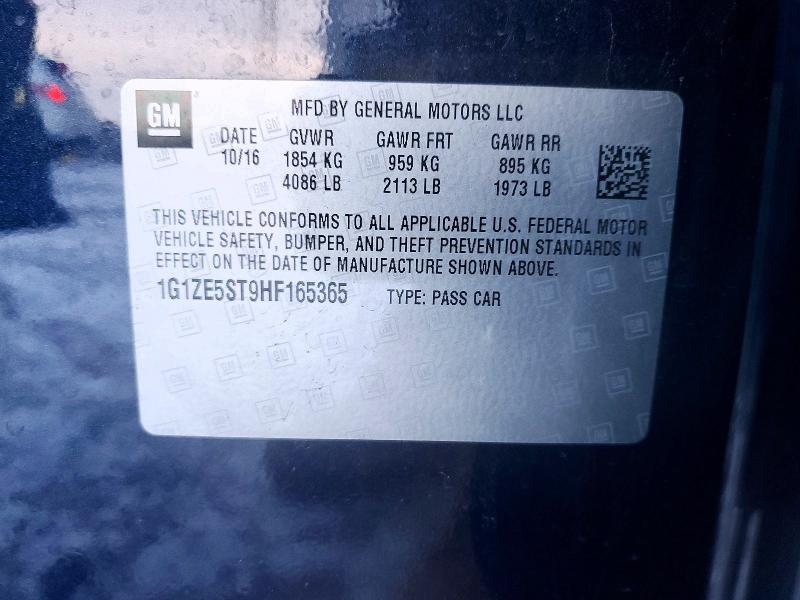 GM
MFD BY GENERAL MOTORS LLC
DATE GVWR GAWR FRT GAWR RR
10/16 1854 KG 959 KG 895 KG
4086 LB 2113 LB 1973 LB
THIS VEHICLE CONFORMS TO ALL APPLICABLE U.S. FEDERAL MOTOR
VEHICLE SAFETY, BUMPER, AND THEFT PREVENTION STANDARDS IN
EFFECT ON THE DATE OF MANUFACTURE SHOWN ABOVE.
1G1ZE5ST9HF165365 TYPE: PASS CAR